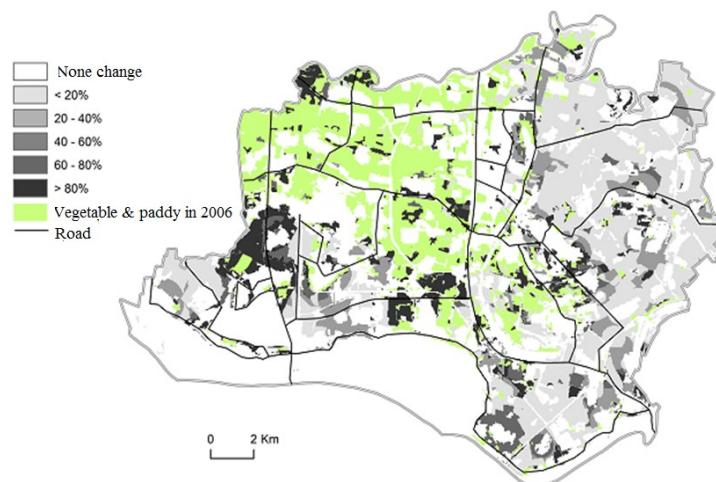 None change
< 20%
20 - 40%
40 - 60%
60 - 80%
> 80%
Vegetable & paddy in 2006
Road
0 2 Km